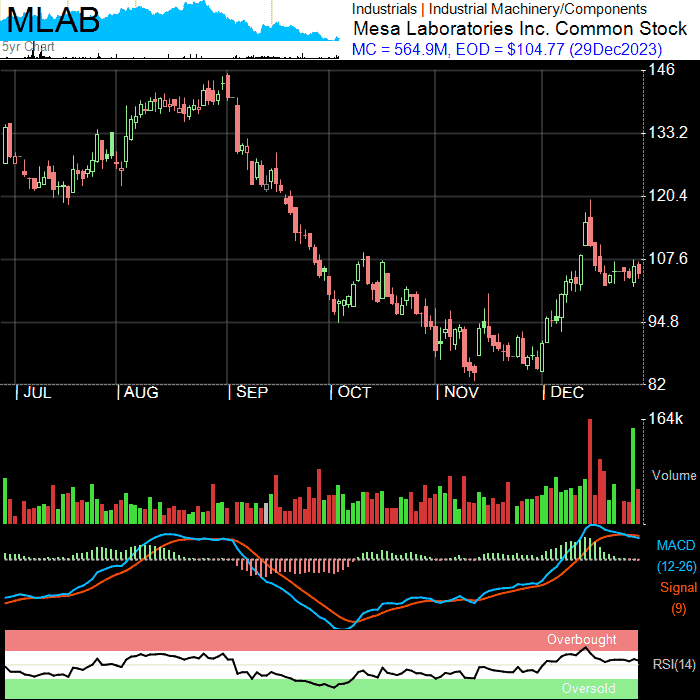 MLAB
5yr Chart
Industrials | Industrial Machinery/Components
Mesa Laboratories Inc. Common Stock
MC = 564.9M, EOD = $104.77 (29Dec2023)
146
133.2
120.4
107.6
94.8
82
JUL AUG SEP OCT NOV DEC
164k
Volume
MACD
(12-26)
Signal
(9)
Overbought
RSI(14)
Oversold